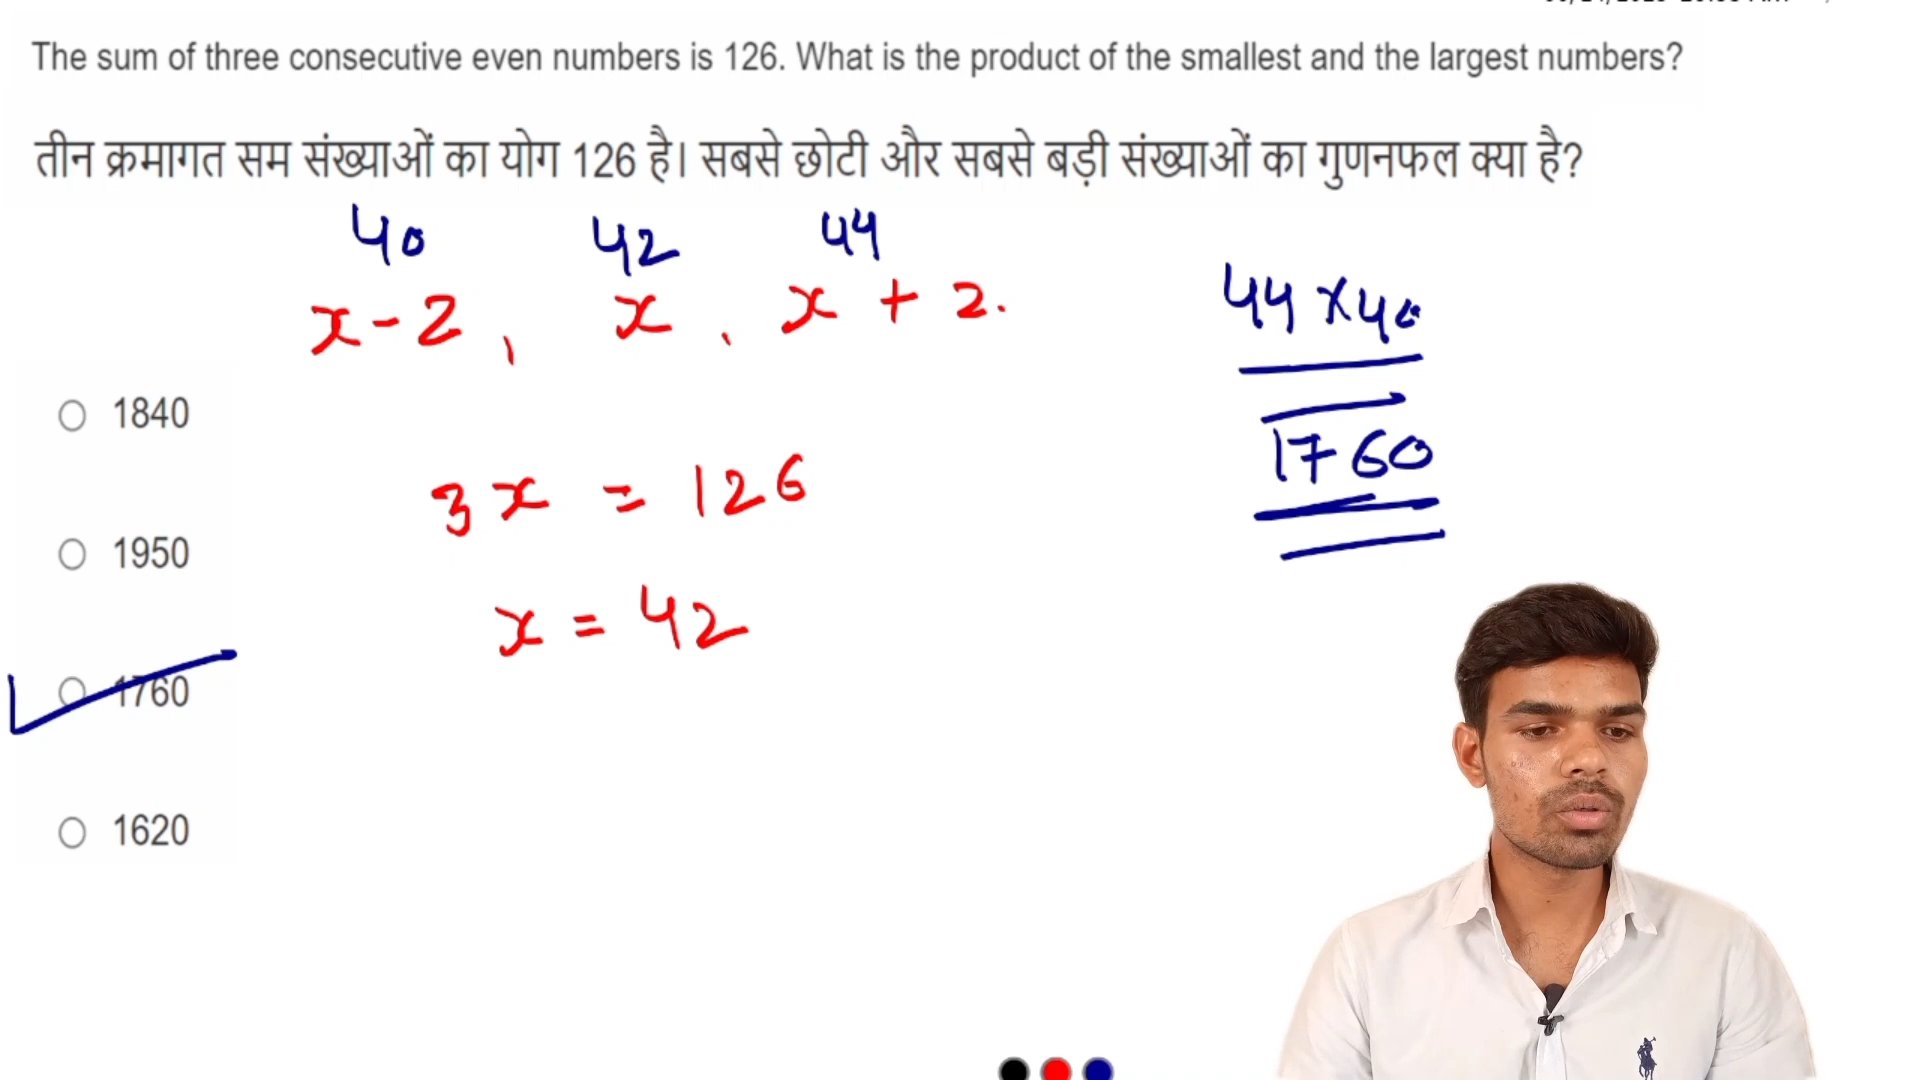 The sum of three consecutive even numbers is 126. What is the product of the smallest and the largest numbers?
तीन क्रमागत सम संख्याओं का योग 126 है। सबसे छोटी और सबसे बड़ी संख्याओं का गुणनफल क्या है?
40 42 44
x-2, x, x + 2.
44 x 40
1760
1840
3x = 126
1950
x = 42
1760
1620